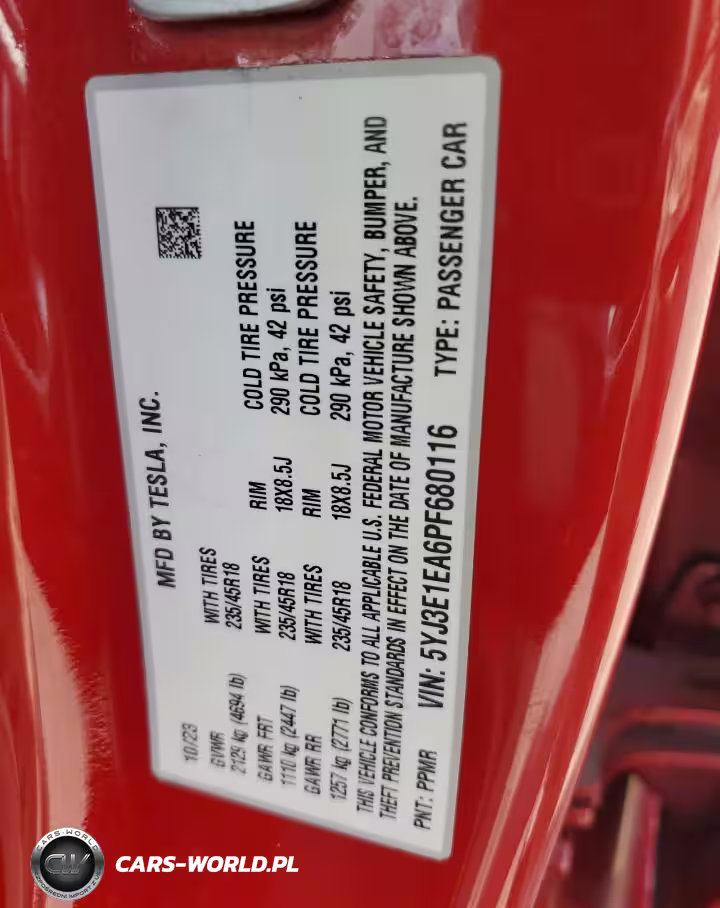 MFD BY TESLA, INC.
10/23
GVWR
2129 kg (4694 lb)
WITH TIRES
235/45R18
GAWR FRT
1110 kg (2447 lb)
WITH TIRES
235/45R18
RIM
18X8.5J
COLD TIRE PRESSURE
290 kPa, 42 psi
GAWR RR
1257 kg (2771 lb)
WITH TIRES
235/45R18
RIM
18X8.5J
COLD TIRE PRESSURE
290 kPa, 42 psi
THIS VEHICLE CONFORMS TO ALL APPLICABLE U.S. FEDERAL MOTOR VEHICLE SAFETY, BUMPER, AND
THEFT PREVENTION STANDARDS IN EFFECT ON THE DATE OF MANUFACTURE SHOWN ABOVE.
PNT: PPMR VIN: 5YJ3E1EA6PF680116 TYPE: PASSENGER CAR
CARS-WORLD
CW
CARS-WORLD.PL